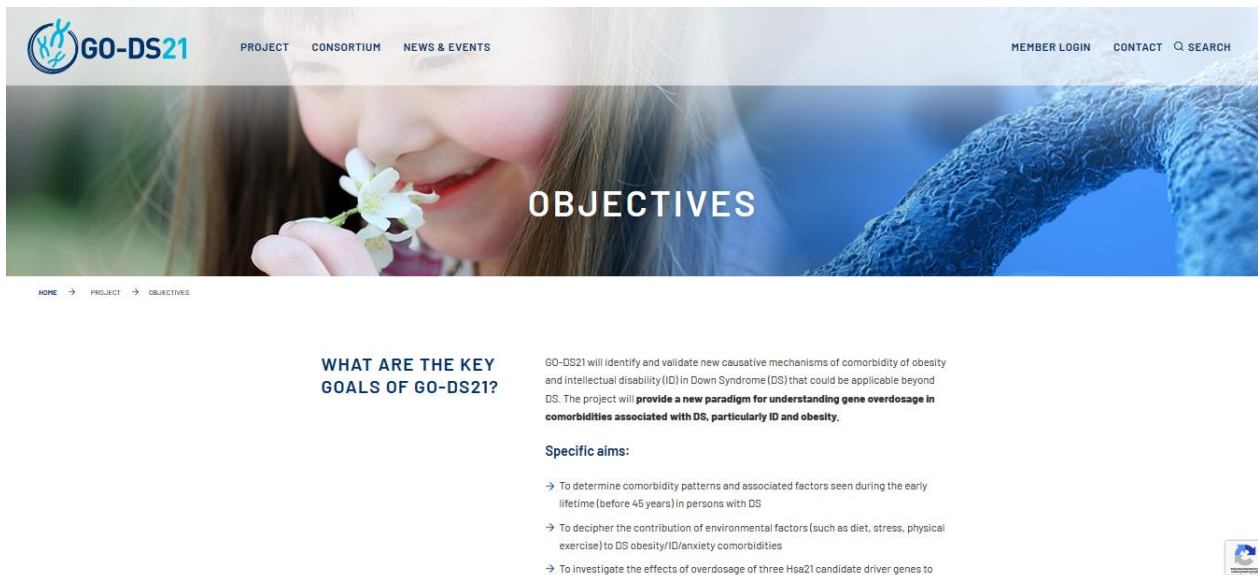 GO-DS21
PROJECT CONSORTIUM NEWS & EVENTS
MEMBER LOGIN CONTACT SEARCH
OBJECTIVES
HOME → PROJECT → OBJECTIVES
WHAT ARE THE KEY
GOALS OF GO-DS21?
GO-DS21 will identify and validate new causative mechanisms of comorbidity of obesity
and intellectual disability (ID) in Down Syndrome (DS) that could be applicable beyond
DS. The project will provide a new paradigm for understanding gene overdosage in
comorbidities associated with DS, particularly ID and obesity.
Specific aims:
→ To determine comorbidity patterns and associated factors seen during the early
lifetime (before 45 years) in persons with DS
→ To decipher the contribution of environmental factors (such as diet, stress, physical
exercise) to DS obesity/ID/anxiety comorbidities
→ To investigate the effects of overdosage of three Hsa21 candidate driver genes to